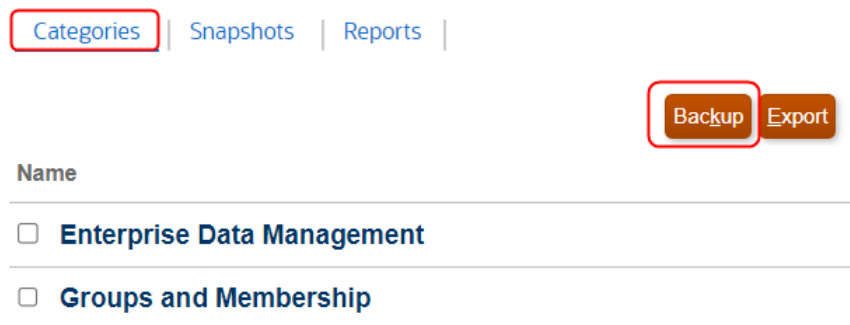 Categories Snapshots Reports
Backup Export
Name
Enterprise Data Management
Groups and Membership